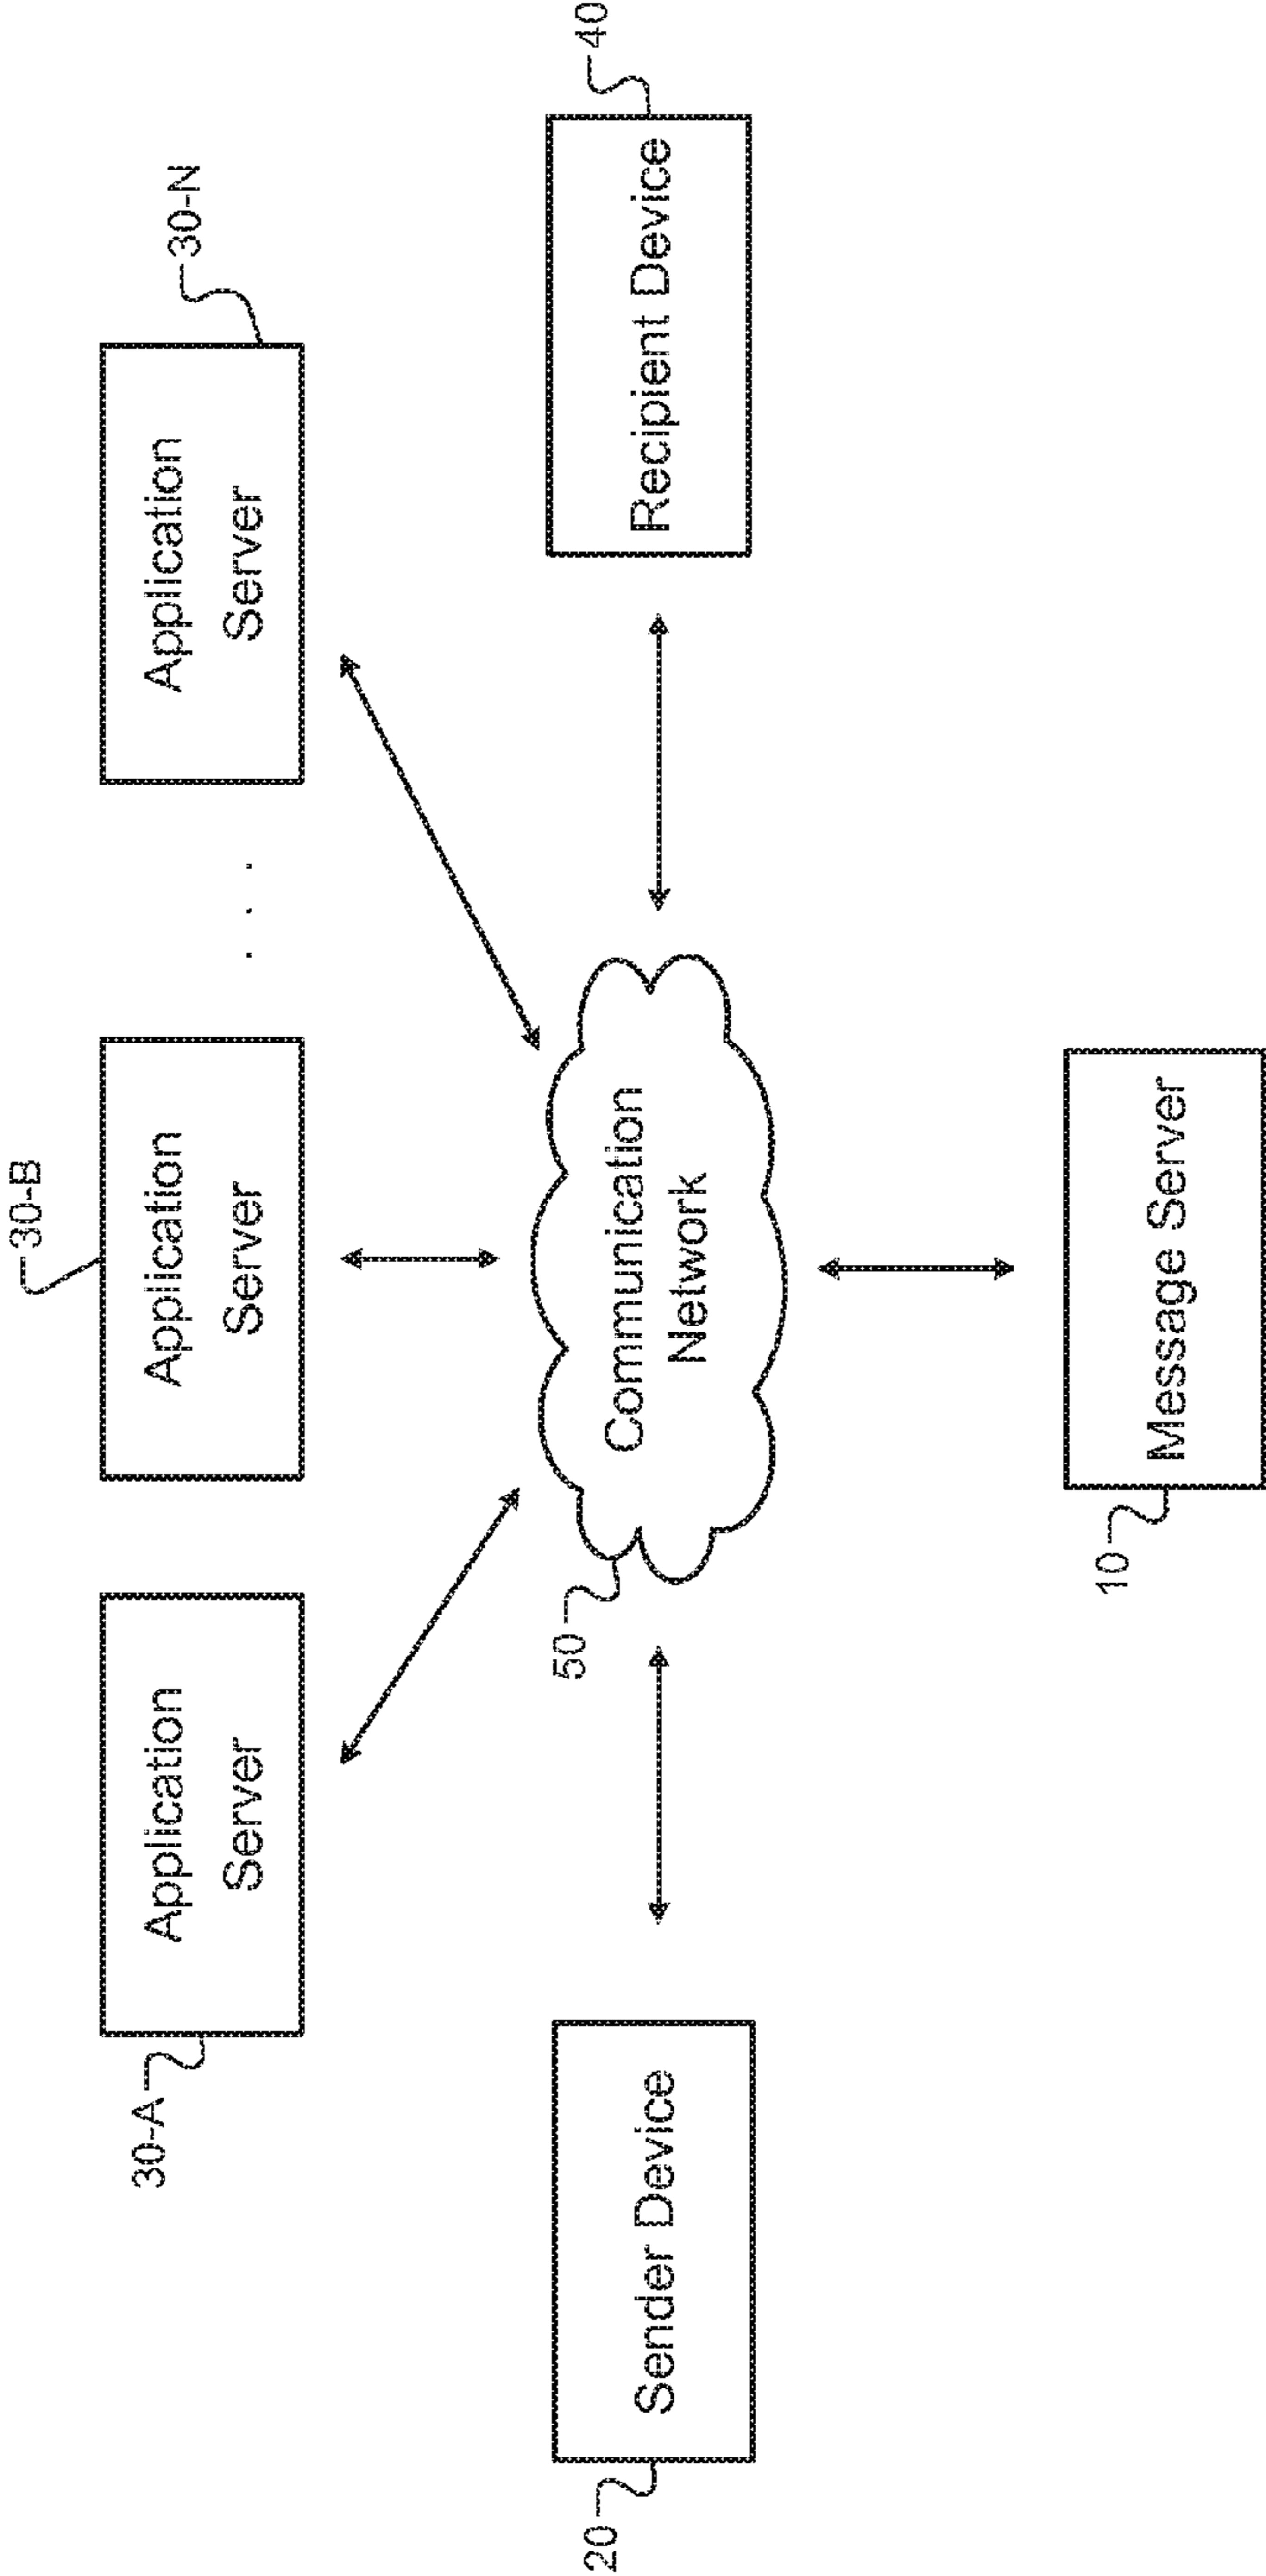 30-A
Application
Server
30-B
Application
Server
. . .
30-N
Application
Server
20
Sender Device
50
Communication
Network
40
Recipient Device
10
Message Server